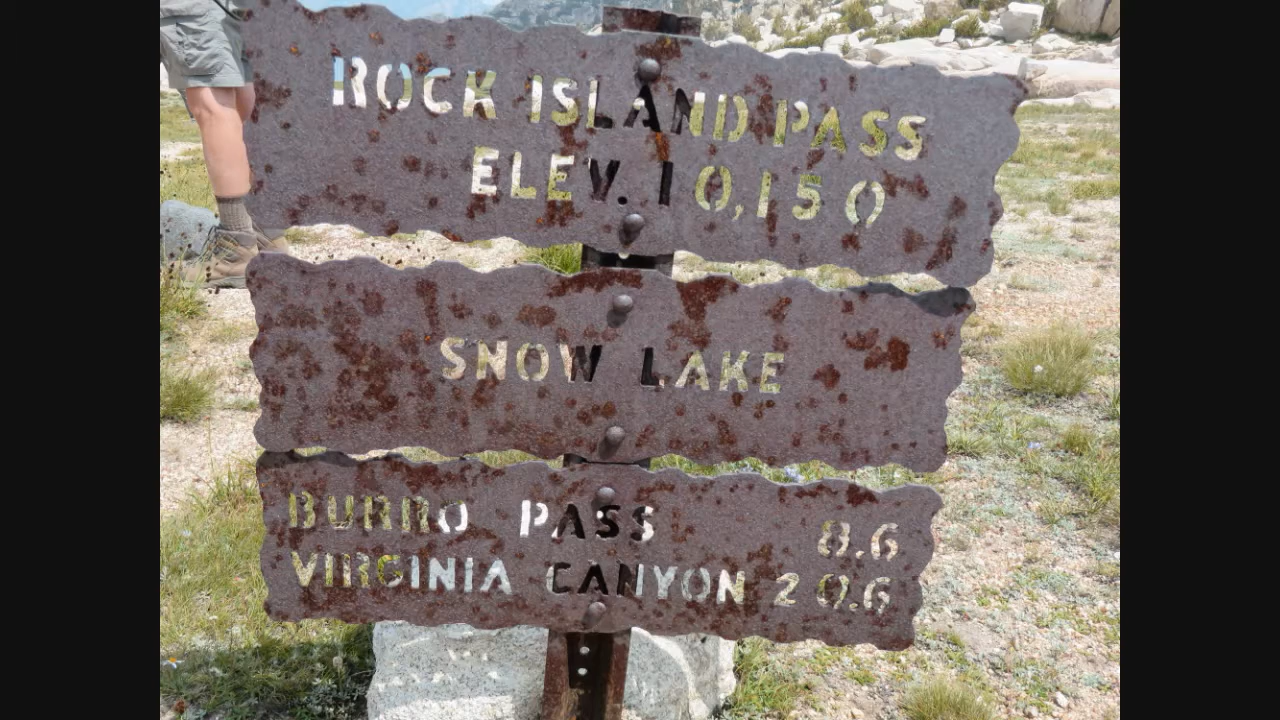 ROCK ISLAND PASS
ELEV. 10,150
SNOW LAKE
BURRO PASS 8.6
VIRGINIA CANYON 20.6